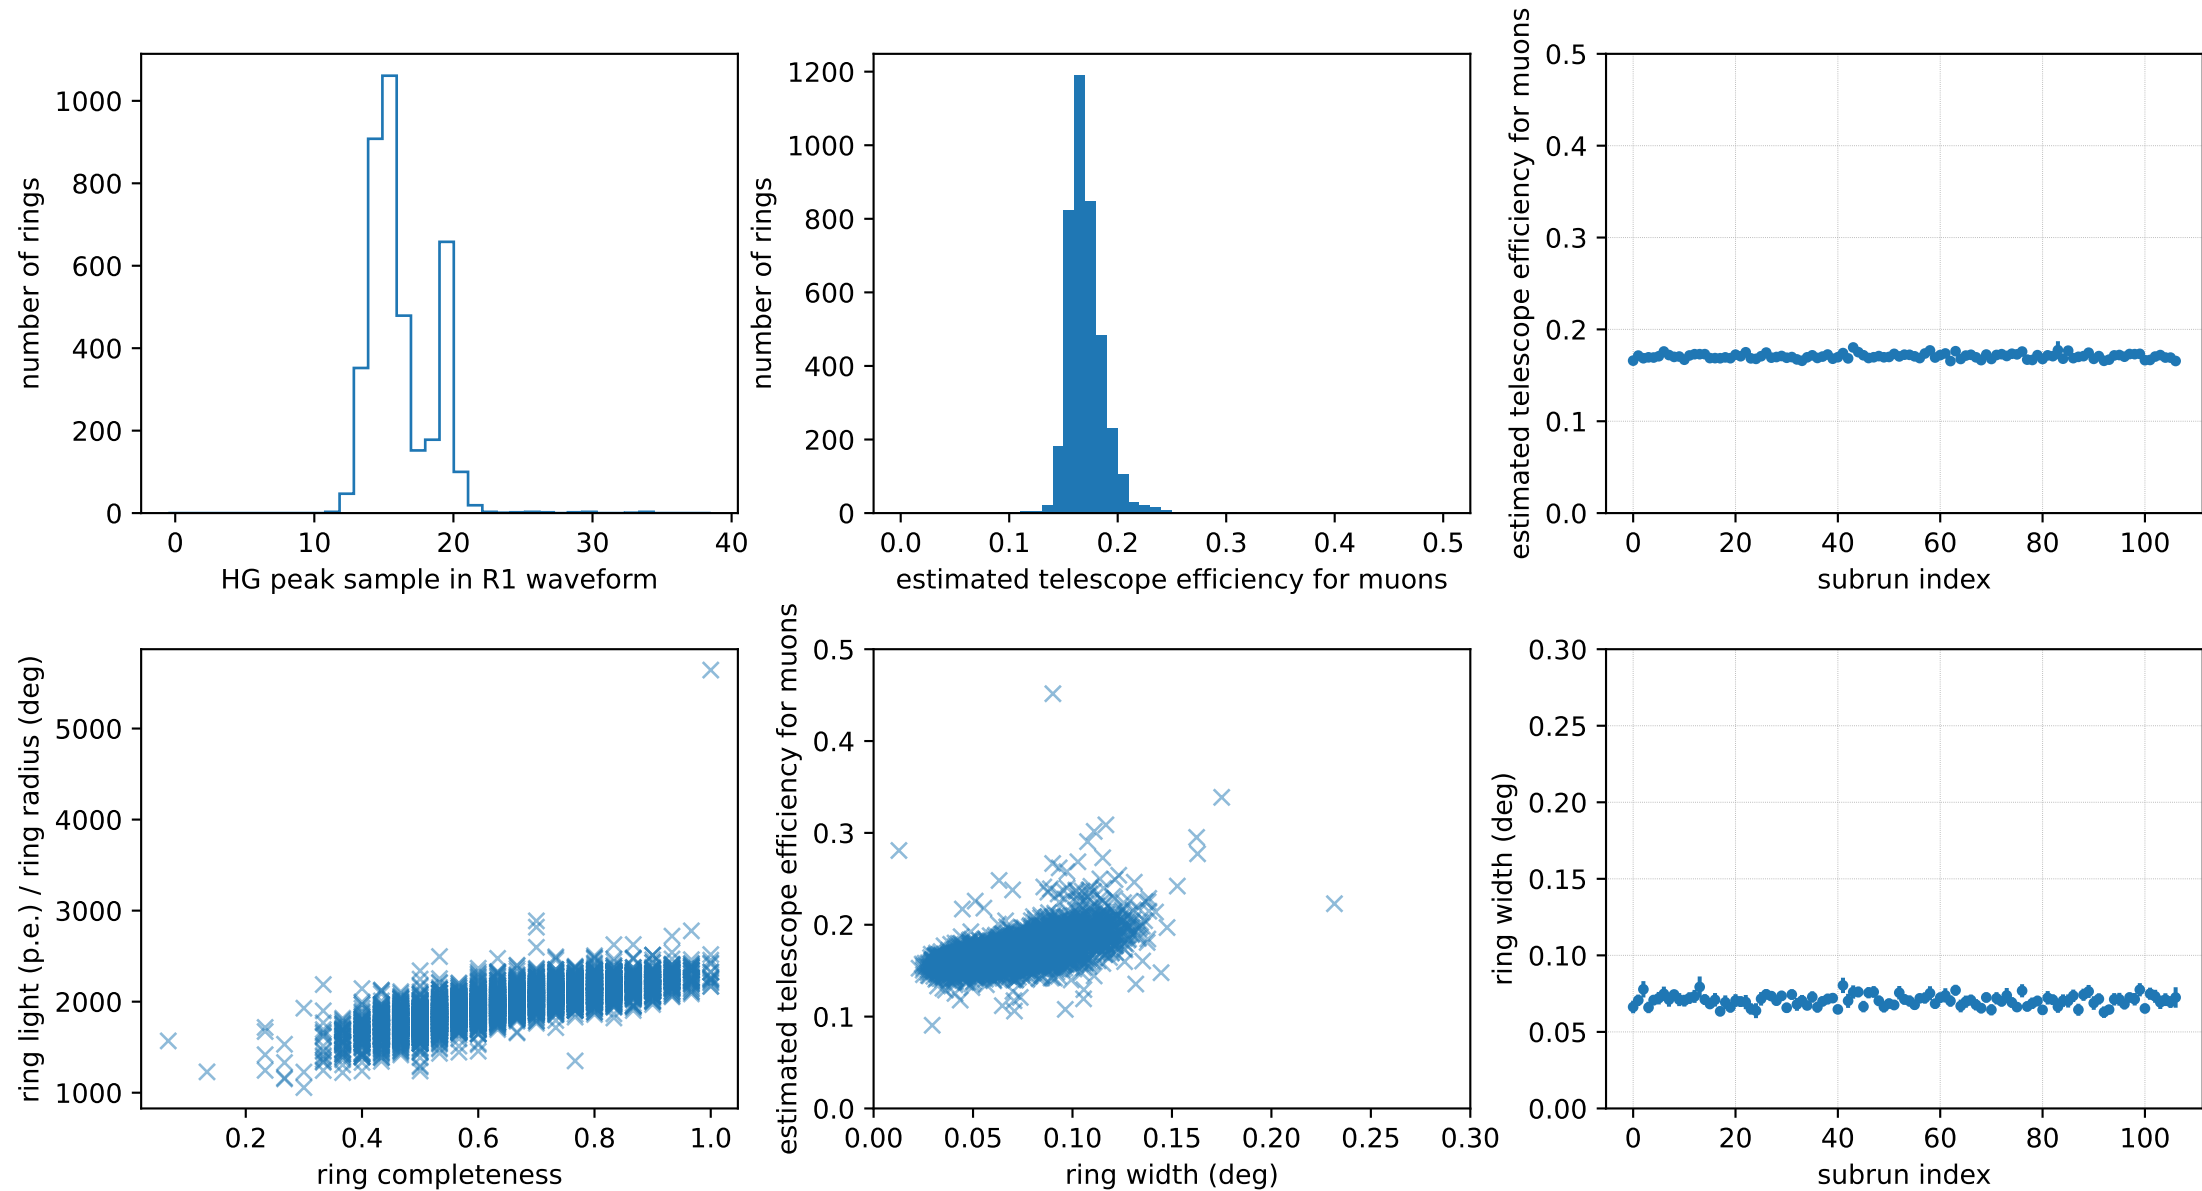 number of rings
1000
800
600
400
200
0
0 10 20 30 40
HG peak sample in R1 waveform
number of rings
1200
1000
800
600
400
200
0
0.0 0.1 0.2 0.3 0.4 0.5
estimated telescope efficiency for muons
estimated telescope efficiency for muons
0.5
0.4
0.3
0.2
0.1
0.0
0 20 40 60 80 100
subrun index
ring light (p.e.) / ring radius (deg)
5000
4000
3000
2000
1000
0.2 0.4 0.6 0.8 1.0
ring completeness
estimated telescope efficiency for muons
0.5
0.4
0.3
0.2
0.1
0.0
0.00 0.05 0.10 0.15 0.20 0.25 0.30
ring width (deg)
ring width (deg)
0.30
0.25
0.20
0.15
0.10
0.05
0.00
0 20 40 60 80 100
subrun index